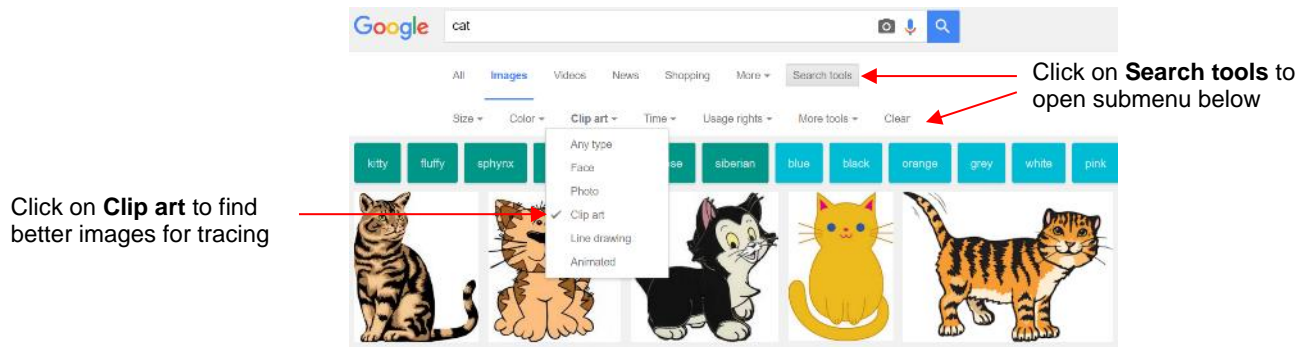 Google cat
All Images Videos News Shopping More Search tools
Click on Search tools to
open submenu below
Size Color Clip art Time Usage rights More tools Clear
Any type
kitty fluffy sphynx siberian blue black orange grey white pink
Face
Photo
Click on Clip art to find
better images for tracing
Clip art
Line drawing
Animated